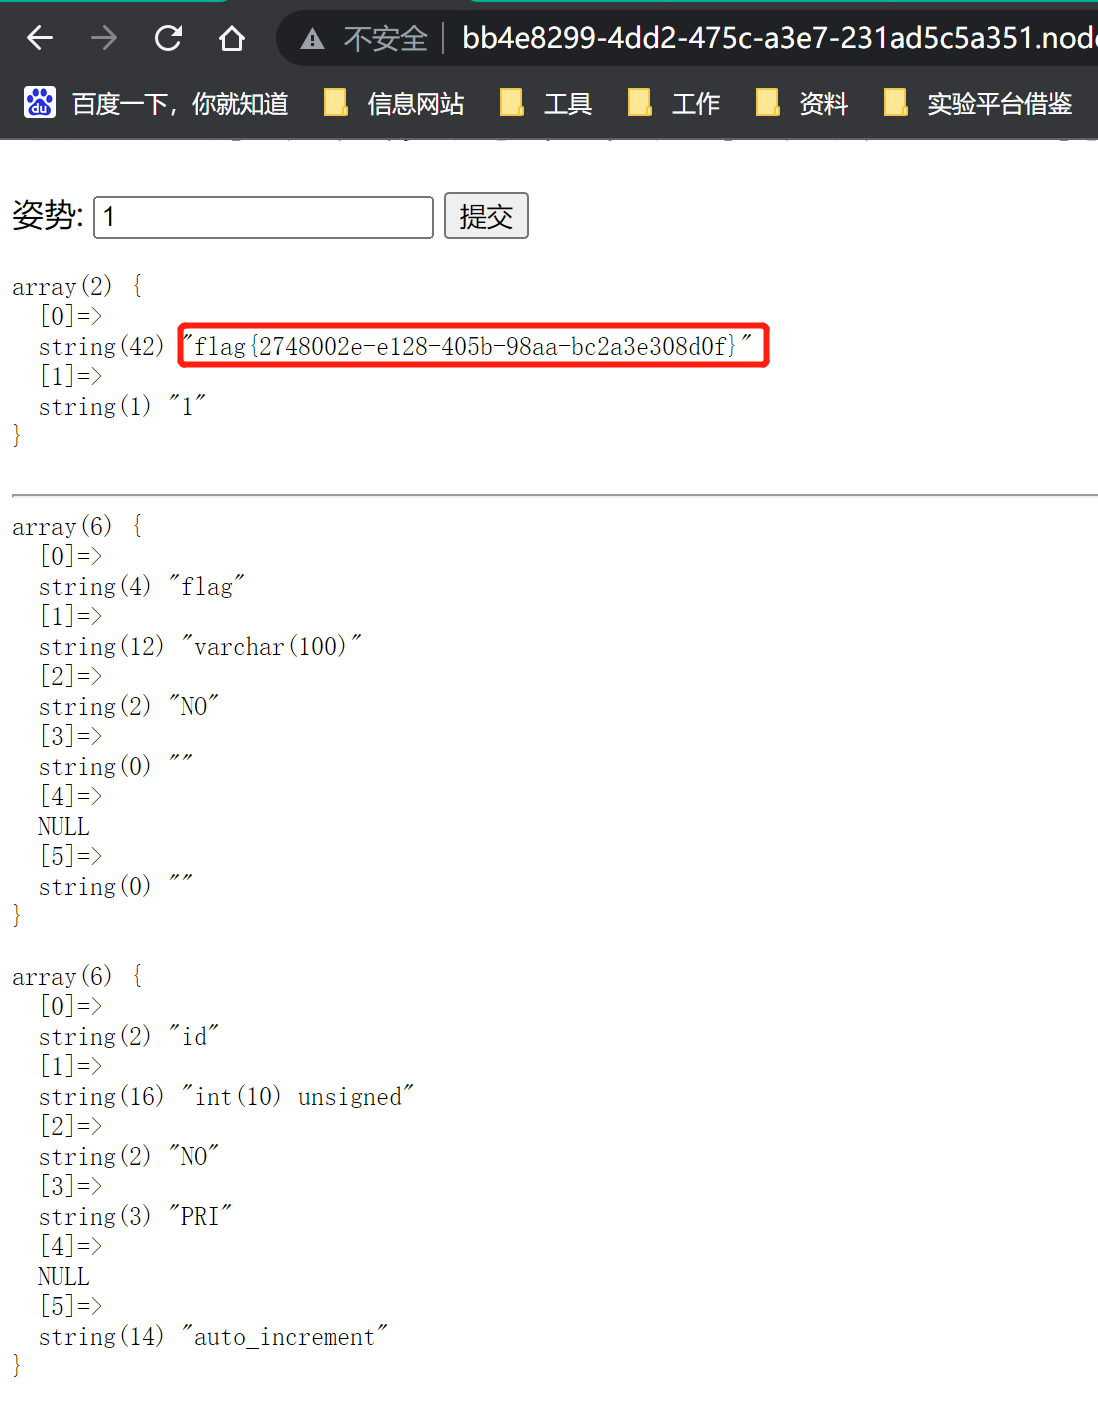 不安全 bb4e8299-4dd2-475c-a3e7-231ad5c5a351.node
百度一下，你就知道 信息网站 工具 工作 资料 实验平台借鉴
姿势: 1 提交
array(2) {
  [0]=>
  string(42) "flag{2748002e-e128-405b-98aa-bc2a3e308d0f}"
  [1]=>
  string(1) "1"
}
array(6) {
  [0]=>
  string(4) "flag"
  [1]=>
  string(12) "varchar(100)"
  [2]=>
  string(2) "NO"
  [3]=>
  string(0) ""
  [4]=>
  NULL
  [5]=>
  string(0) ""
}
array(6) {
  [0]=>
  string(2) "id"
  [1]=>
  string(16) "int(10) unsigned"
  [2]=>
  string(2) "NO"
  [3]=>
  string(3) "PRI"
  [4]=>
  NULL
  [5]=>
  string(14) "auto_increment"
}